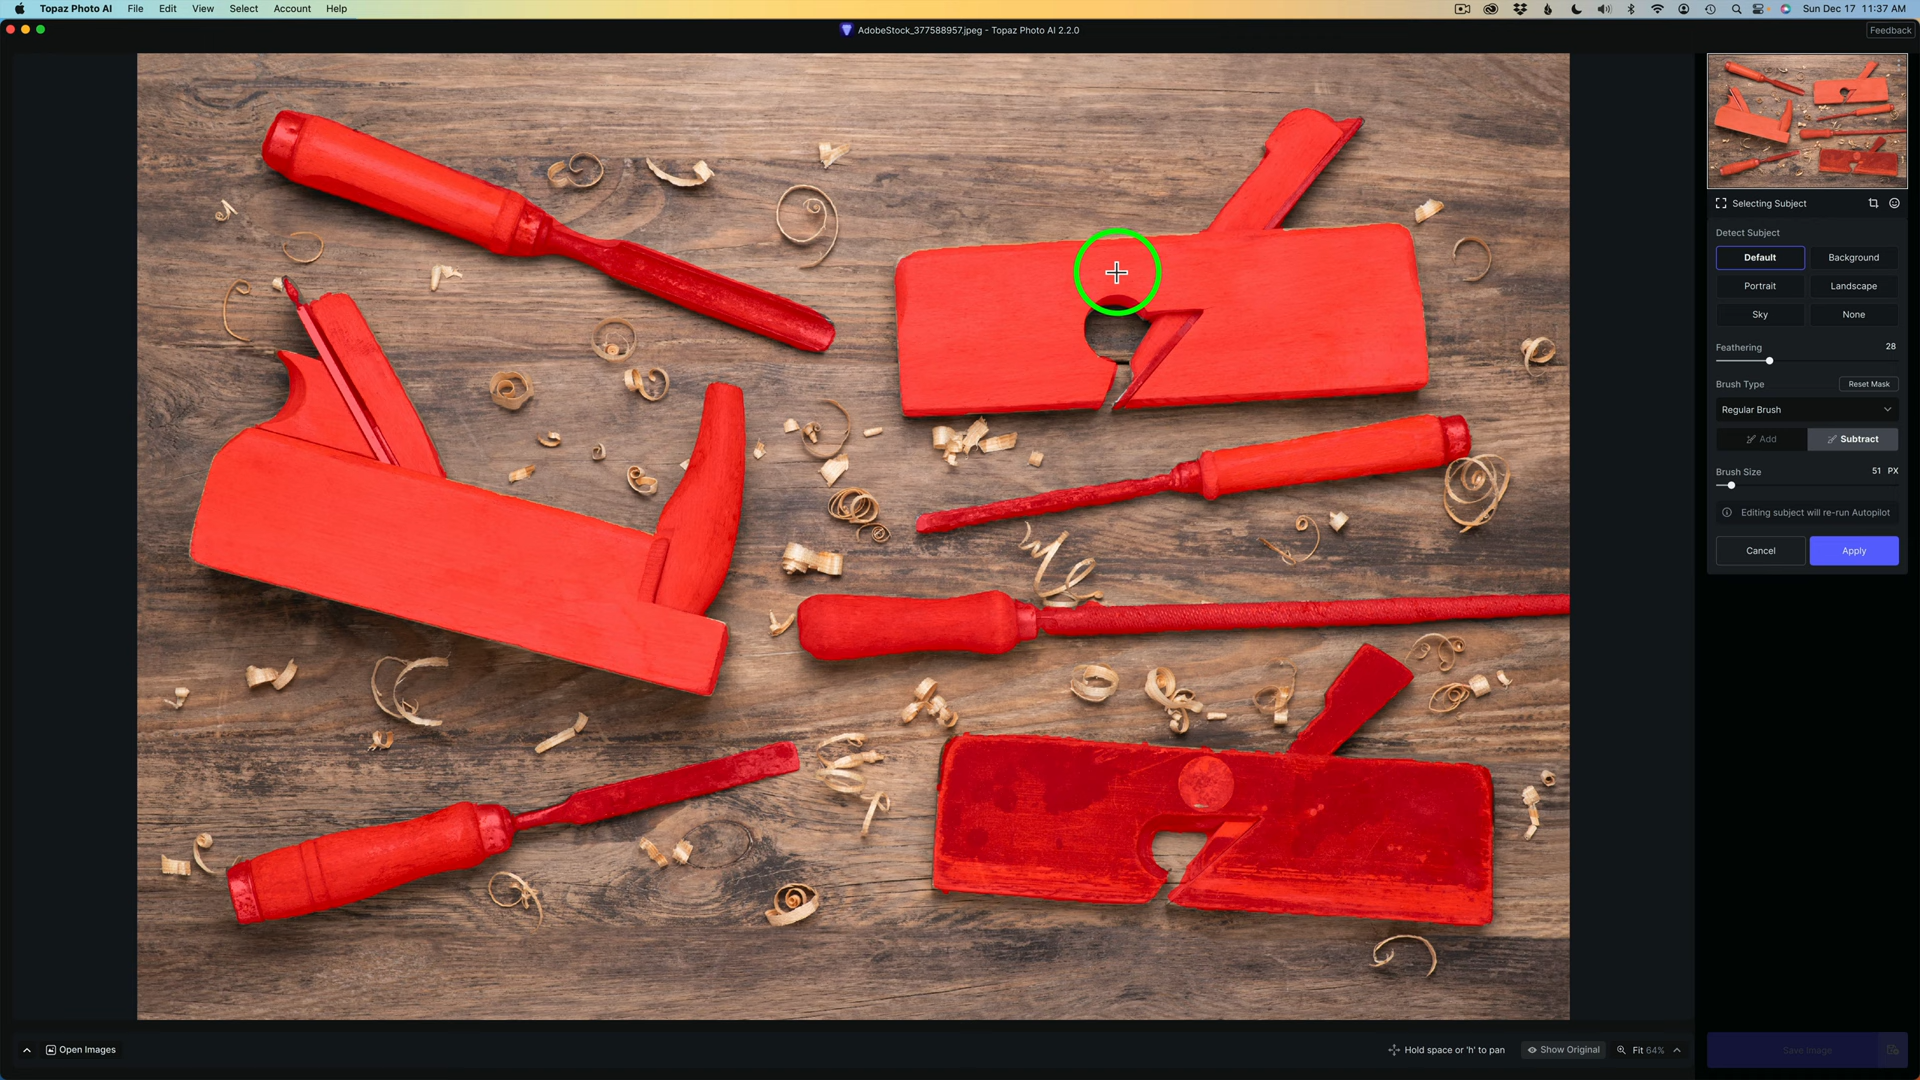 Topaz Photo AI File Edit View Select Account Help Sun Dec 17 11:37 AM
AdobeStock_377588957.jpeg - Topaz Photo AI 2.2.0
Feedback
Selecting Subject
Detect Subject
Default Background
Portrait Landscape
Sky None
Feathering 28
Brush Type Reset Mask
Regular Brush
Add Subtract
Brush Size 51 PX
Editing subject will re-run Autopilot
Cancel Apply
Open Images Hold space or 'h' to pan Show Original Fit 64% Save Image